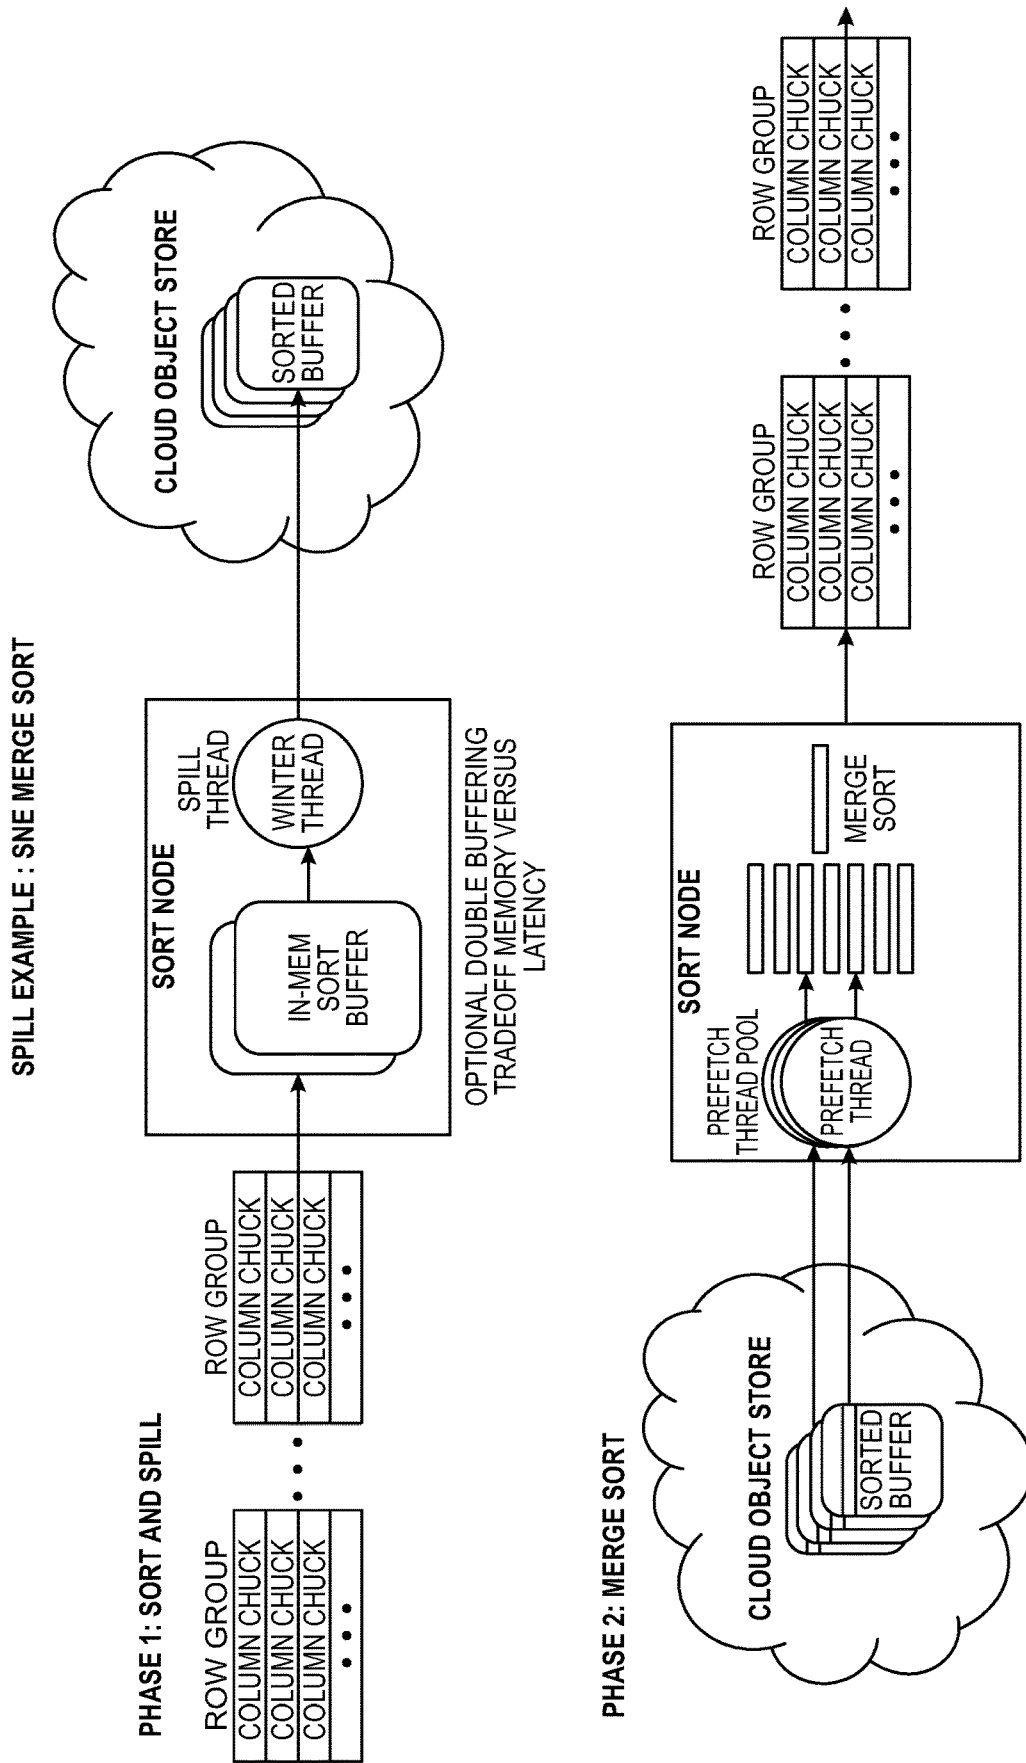 SPILL EXAMPLE : SNE MERGE SORT
PHASE 1: SORT AND SPILL
ROW GROUP
COLUMN CHUCK
COLUMN CHUCK
COLUMN CHUCK
ROW GROUP
COLUMN CHUCK
COLUMN CHUCK
COLUMN CHUCK
SORT NODE
IN-MEM
SORT
BUFFER
SPILL
THREAD
WINTER
THREAD
OPTIONAL DOUBLE BUFFERING
TRADEOFF MEMORY VERSUS
LATENCY
CLOUD OBJECT STORE
SORTED
BUFFER
PHASE 2: MERGE SORT
CLOUD OBJECT STORE
SORTED
BUFFER
SORT NODE
PREFETCH
THREAD POOL
PREFETCH
THREAD
MERGE
SORT
ROW GROUP
COLUMN CHUCK
COLUMN CHUCK
COLUMN CHUCK
ROW GROUP
COLUMN CHUCK
COLUMN CHUCK
COLUMN CHUCK